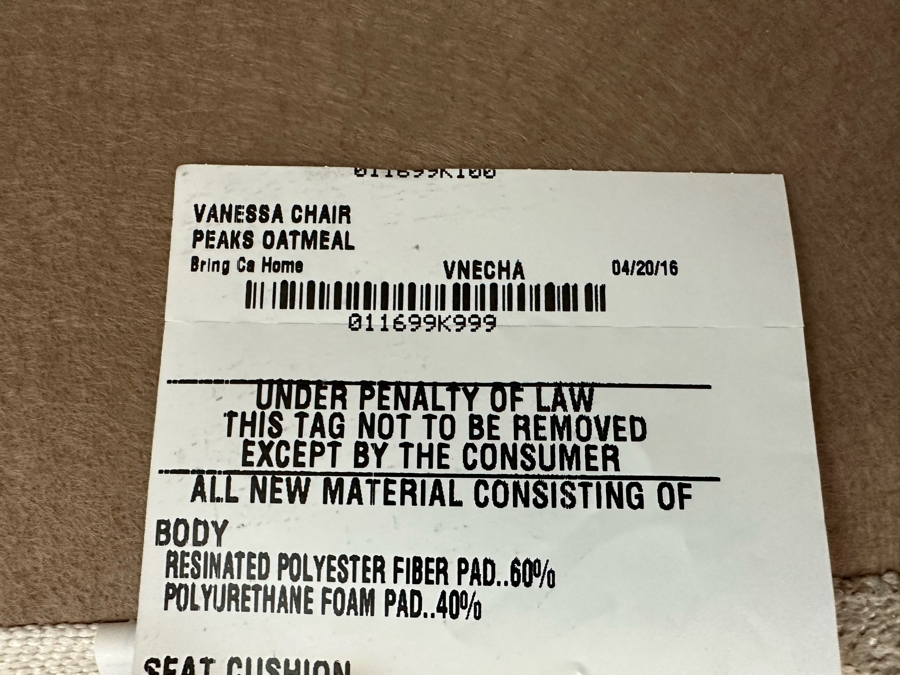 011699K100
VANESSA CHAIR
PEAKS OATMEAL
Bring Ca Home VNECHA 04/20/16
011699K999
UNDER PENALTY OF LAW
THIS TAG NOT TO BE REMOVED
EXCEPT BY THE CONSUMER
ALL NEW MATERIAL CONSISTING OF
BODY
RESINATED POLYESTER FIBER PAD..60%
POLYURETHANE FOAM PAD..40%
SEAT CUSHION